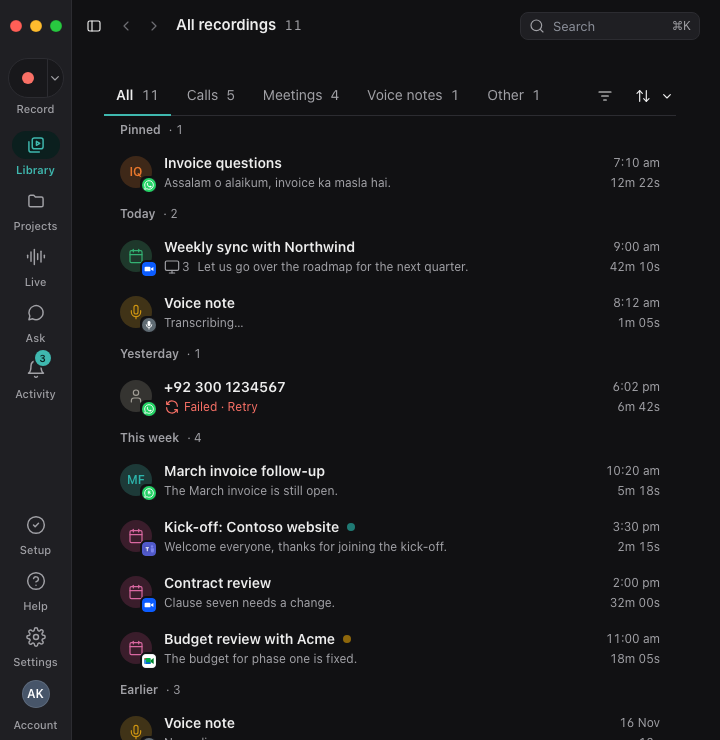 All recordings 11
Search ⌘K
Record
Library
Projects
Live
Ask
3
Activity
Setup
Help
Settings
AK
Account
All 11 Calls 5 Meetings 4 Voice notes 1 Other 1
Pinned · 1
IQ Invoice questions 7:10 am
Assalam o alaikum, invoice ka masla hai. 12m 22s
Today · 2
Weekly sync with Northwind 9:00 am
3 Let us go over the roadmap for the next quarter. 42m 10s
Voice note 8:12 am
Transcribing... 1m 05s
Yesterday · 1
+92 300 1234567 6:02 pm
Failed · Retry 6m 42s
This week · 4
MF March invoice follow-up 10:20 am
The March invoice is still open. 5m 18s
Kick-off: Contoso website 3:30 pm
Welcome everyone, thanks for joining the kick-off. 2m 15s
Contract review 2:00 pm
Clause seven needs a change. 32m 00s
Budget review with Acme 11:00 am
The budget for phase one is fixed. 18m 05s
Earlier · 3
Voice note 16 Nov